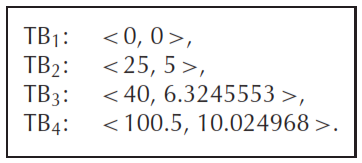 TB₁: <0, 0>,
TB₂: <25, 5>,
TB₃: <40, 6.3245553 >,
TB₄: <100.5, 10.024968 >.